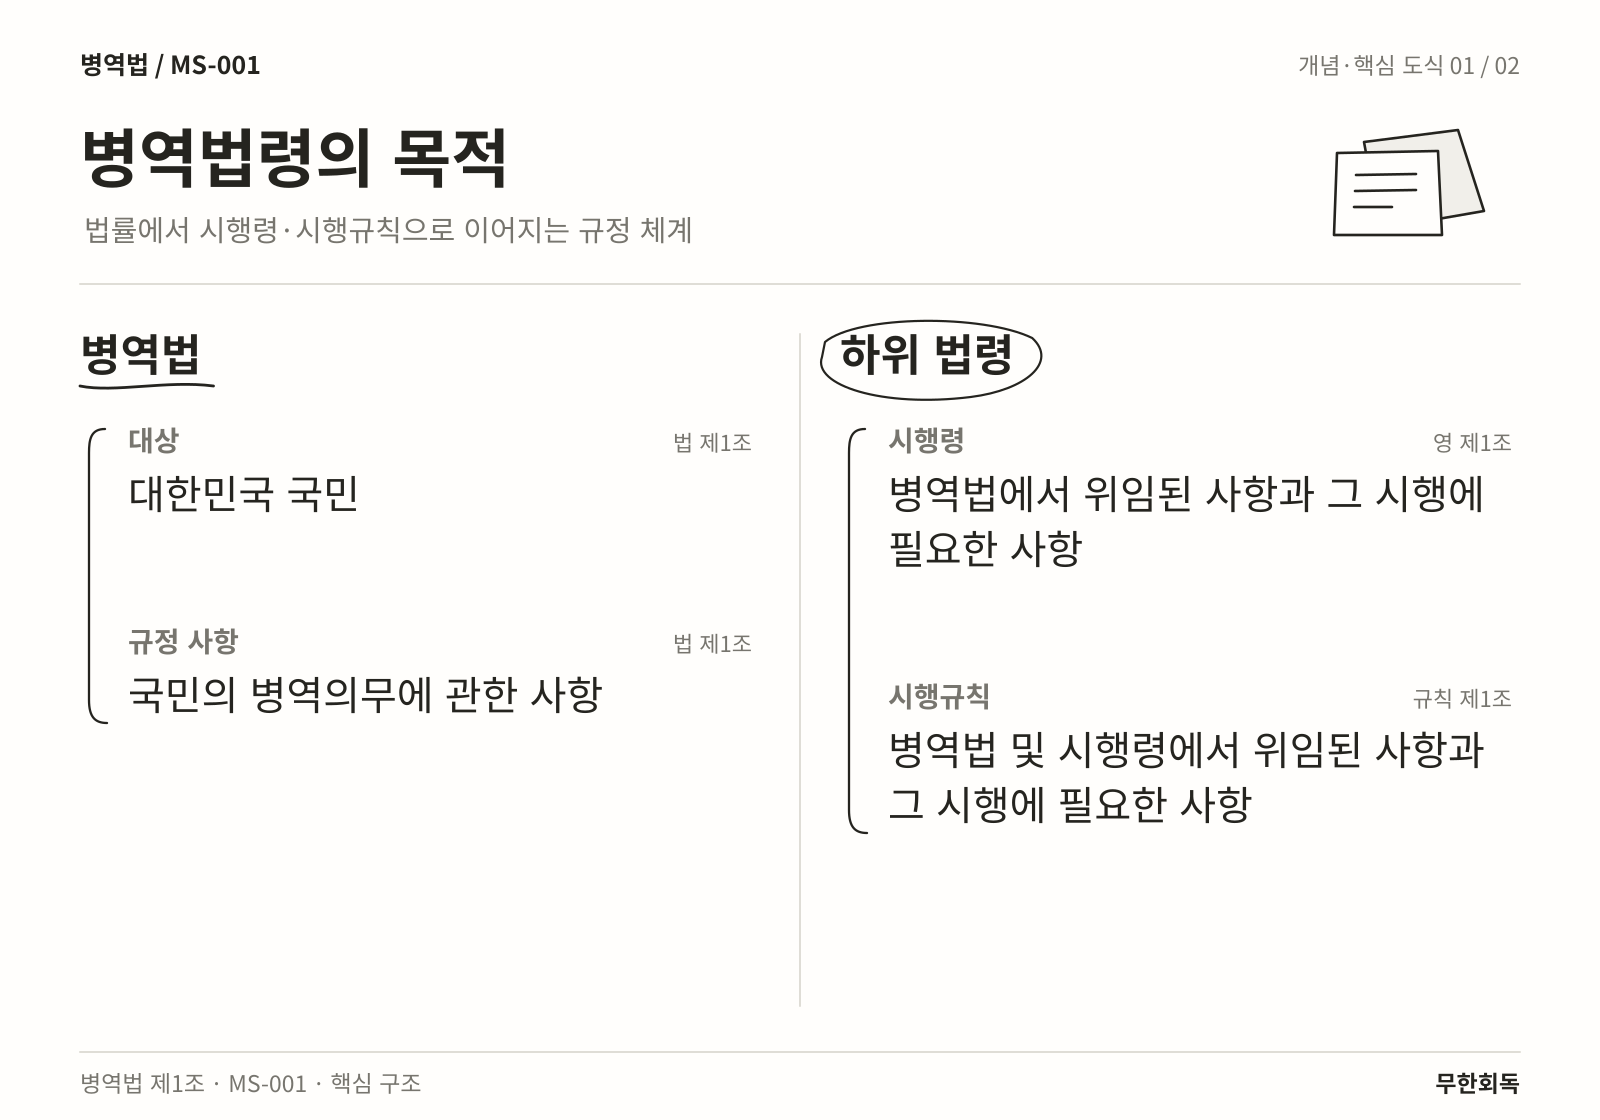 병역법 / MS-001
개념·핵심 도식 01 / 02
병역법령의 목적
법률에서 시행령·시행규칙으로 이어지는 규정 체계
병역법
대상
법 제1조
대한민국 국민
규정 사항
법 제1조
국민의 병역의무에 관한 사항
하위 법령
시행령
영 제1조
병역법에서 위임된 사항과 그 시행에
필요한 사항
시행규칙
규칙 제1조
병역법 및 시행령에서 위임된 사항과
그 시행에 필요한 사항
병역법 제1조 · MS-001 · 핵심 구조
무한회독